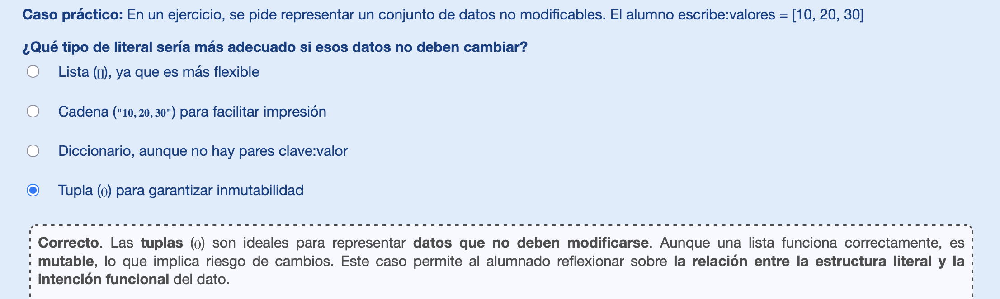 Caso práctico: En un ejercicio, se pide representar un conjunto de datos no modificables. El alumno escribe:valores = [10, 20, 30]
¿Qué tipo de literal sería más adecuado si esos datos no deben cambiar?
Lista ([]), ya que es más flexible
Cadena ("10, 20, 30") para facilitar impresión
Diccionario, aunque no hay pares clave:valor
Tupla (()) para garantizar inmutabilidad
Correcto. Las tuplas (()) son ideales para representar datos que no deben modificarse. Aunque una lista funciona correctamente, es
mutable, lo que implica riesgo de cambios. Este caso permite al alumnado reflexionar sobre la relación entre la estructura literal y la
intención funcional del dato.